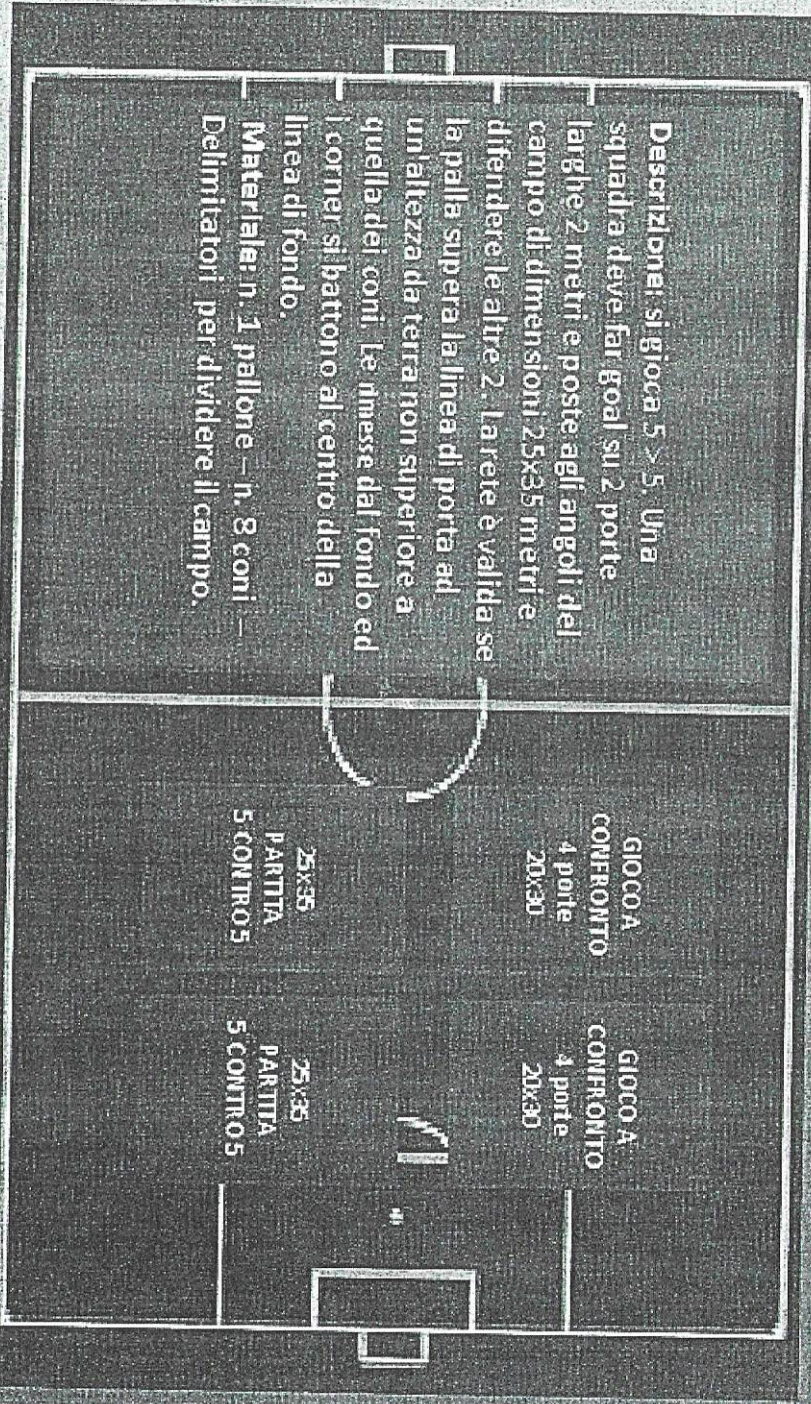 Descrizione: si gioca 5 > 5. Una
squadra deve far goal su 2 porte
larghe 2 metri e poste agli angoli del
campo di dimensioni 25x35 metri e
difendere le altre 2. La rete è valida se
la palla supera la linea di porta ad
un'altezza da terra non superiore a
quella dei coni. Le rimesse dal fondo ed
i corner si battono al centro della
linea di fondo.
Materiale: n. 1 pallone – n. 8 coni –
Delimitatori per dividere il campo.
GIOCO A
CONFRONTO
4 porte
20x30
GIOCO A
CONFRONTO
4 porte
20x30
25x35
PARTITA
5 CONTRO 5
25x35
PARTITA
5 CONTRO 5